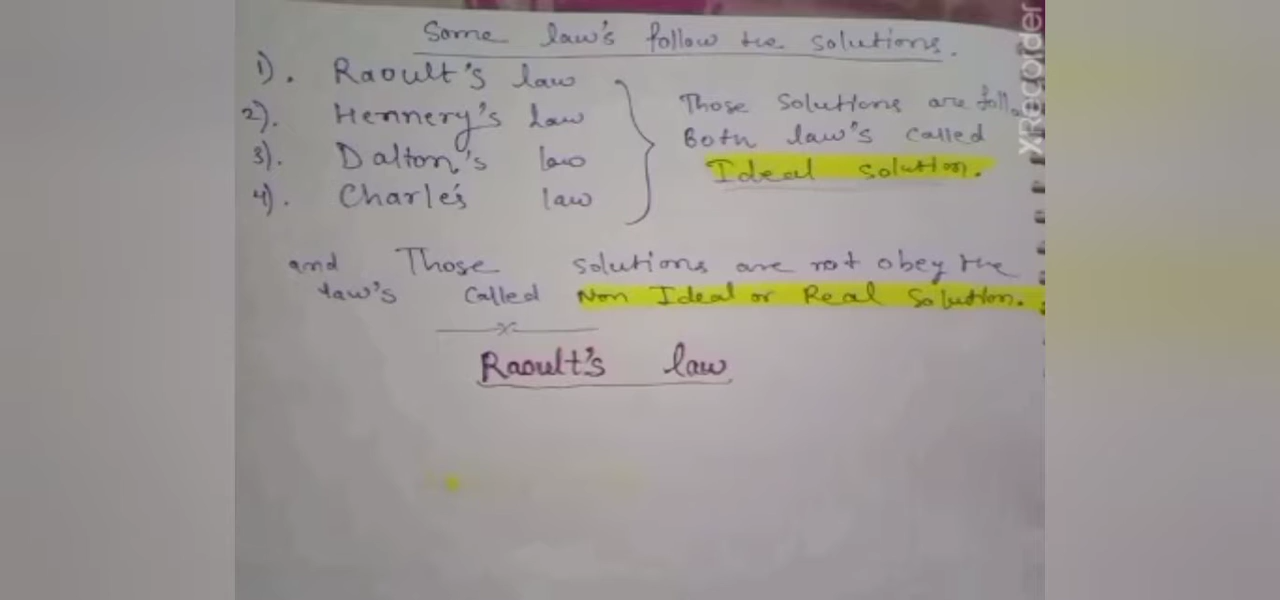 Some law's follow the solutions.
1). Raoult's law
2). Hennery's law
3). Dalton's law
4). Charle's law
Those solutions are foll
Both law's called
Ideal solution.
and Those solutions are not obey the
law's called Non Ideal or Real Solution.
Raoult's law
XRecorder